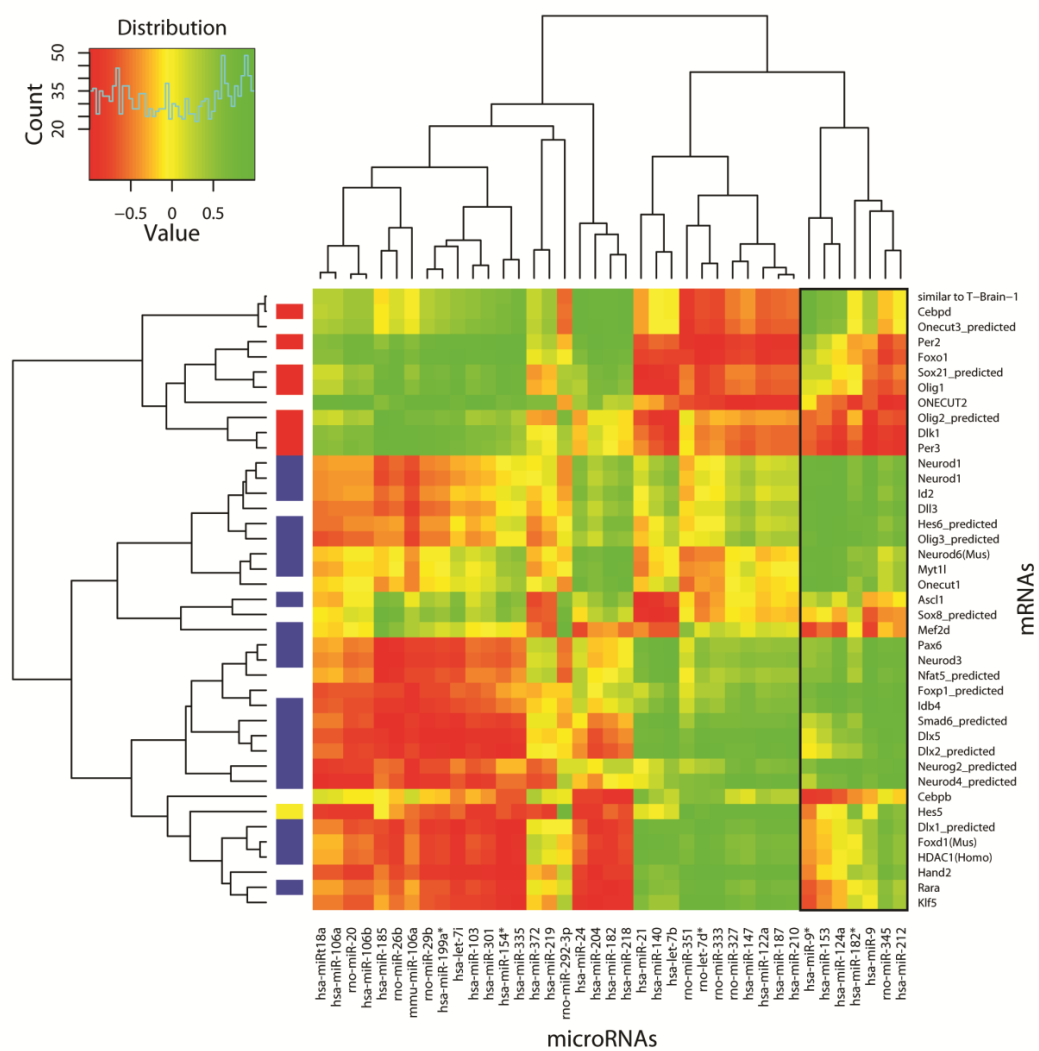 Distribution
50
35
20
Count
−0.5 0 0.5
Value
similar to T−Brain−1
Cebpd
Onecut3_predicted
Per2
Foxo1
Sox21_predicted
Olig1
ONECUT2
Olig2_predicted
Dlk1
Per3
Neurod1
Neurod1
Id2
Dll3
Hes6_predicted
Olig3_predicted
Neurod6(Mus)
Myt1l
Onecut1
Ascl1
Sox8_predicted
Mef2d
Pax6
Neurod3
Nfat5_predicted
Foxp1_predicted
Idb4
Smad6_predicted
Dlx5
Dlx2_predicted
Neurog2_predicted
Neurod4_predicted
Cebpb
Hes5
Dlx1_predicted
Foxd1(Mus)
HDAC1(Homo)
Hand2
Rara
Klf5
mRNAs
hsa-miRt18a
hsa-miR-106a
rno-miR-20
hsa-miR-106b
hsa-miR-185
rno-miR-26b
mmu-miR-106a
rno-miR-29b
hsa-miR-199a*
hsa-let-7i
hsa-miR-103
hsa-miR-301
hsa-miR-154*
hsa-miR-335
hsa-miR-372
hsa-miR-219
rno-miR-292-3p
hsa-miR-24
hsa-miR-204
hsa-miR-182
hsa-miR-218
hsa-miR-21
hsa-miR-140
hsa-let-7b
rno-miR-351
rno-let-7d*
rno-miR-333
rno-miR-327
hsa-miR-147
hsa-miR-122a
hsa-miR-187
hsa-miR-210
hsa-miR-9*
hsa-miR-153
hsa-miR-124a
hsa-miR-182*
hsa-miR-9
rno-miR-345
hsa-miR-212
microRNAs